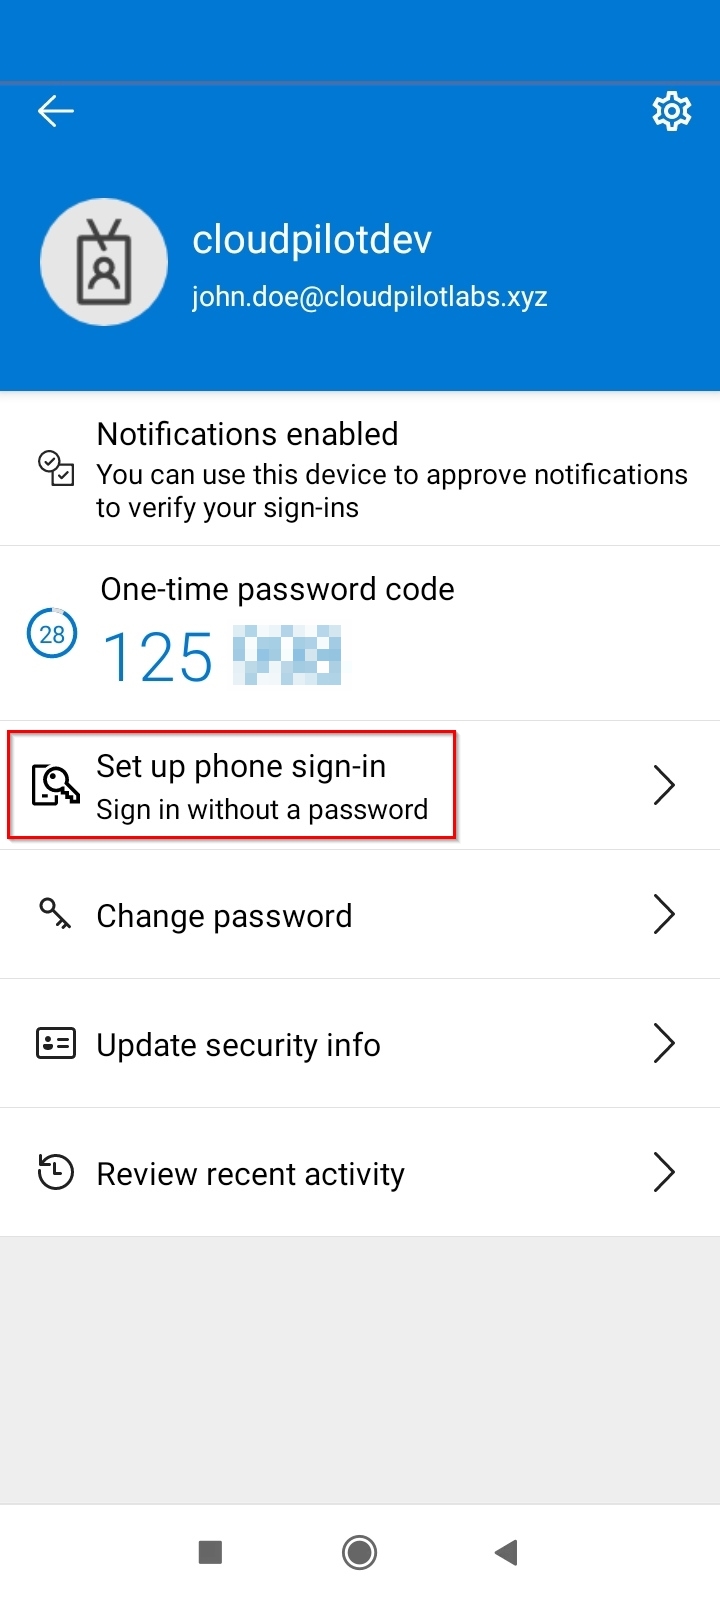 cloudpilotdev
john.doe@cloudpilotlabs.xyz
Notifications enabled
You can use this device to approve notifications
to verify your sign-ins
One-time password code
28
125
Set up phone sign-in
Sign in without a password
Change password
Update security info
Review recent activity